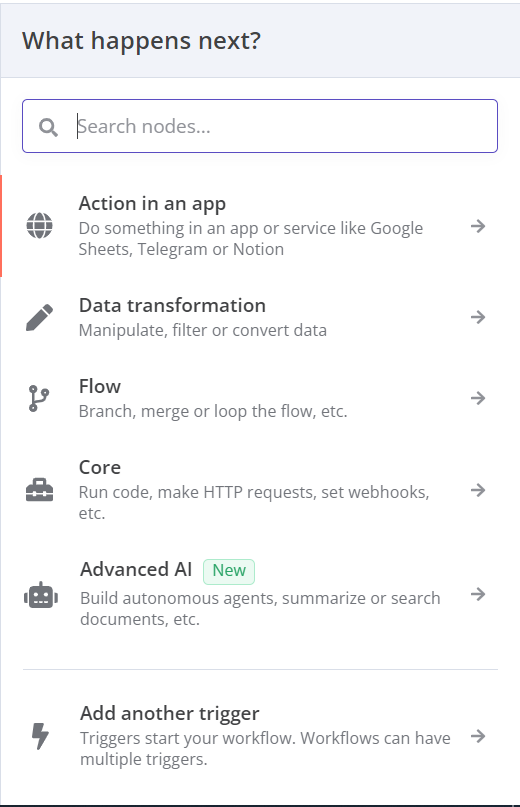 What happens next?
Search nodes...
Action in an app
Do something in an app or service like Google
Sheets, Telegram or Notion
Data transformation
Manipulate, filter or convert data
Flow
Branch, merge or loop the flow, etc.
Core
Run code, make HTTP requests, set webhooks,
etc.
Advanced AI New
Build autonomous agents, summarize or search
documents, etc.
Add another trigger
Triggers start your workflow. Workflows can have
multiple triggers.